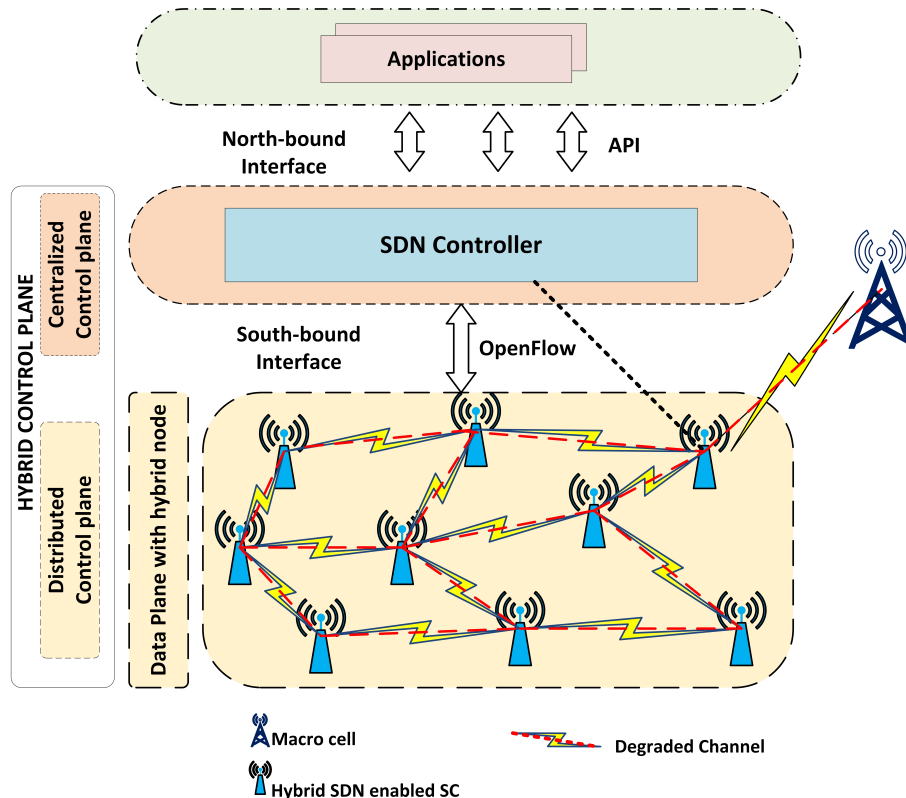 Applications
North-bound
Interface
API
HYBRID CONTROL PLANE
Centralized
Control plane
SDN Controller
South-bound
Interface
OpenFlow
Distributed
Control plane
Data Plane with hybrid node
Macro cell
Degraded Channel
Hybrid SDN enabled SC